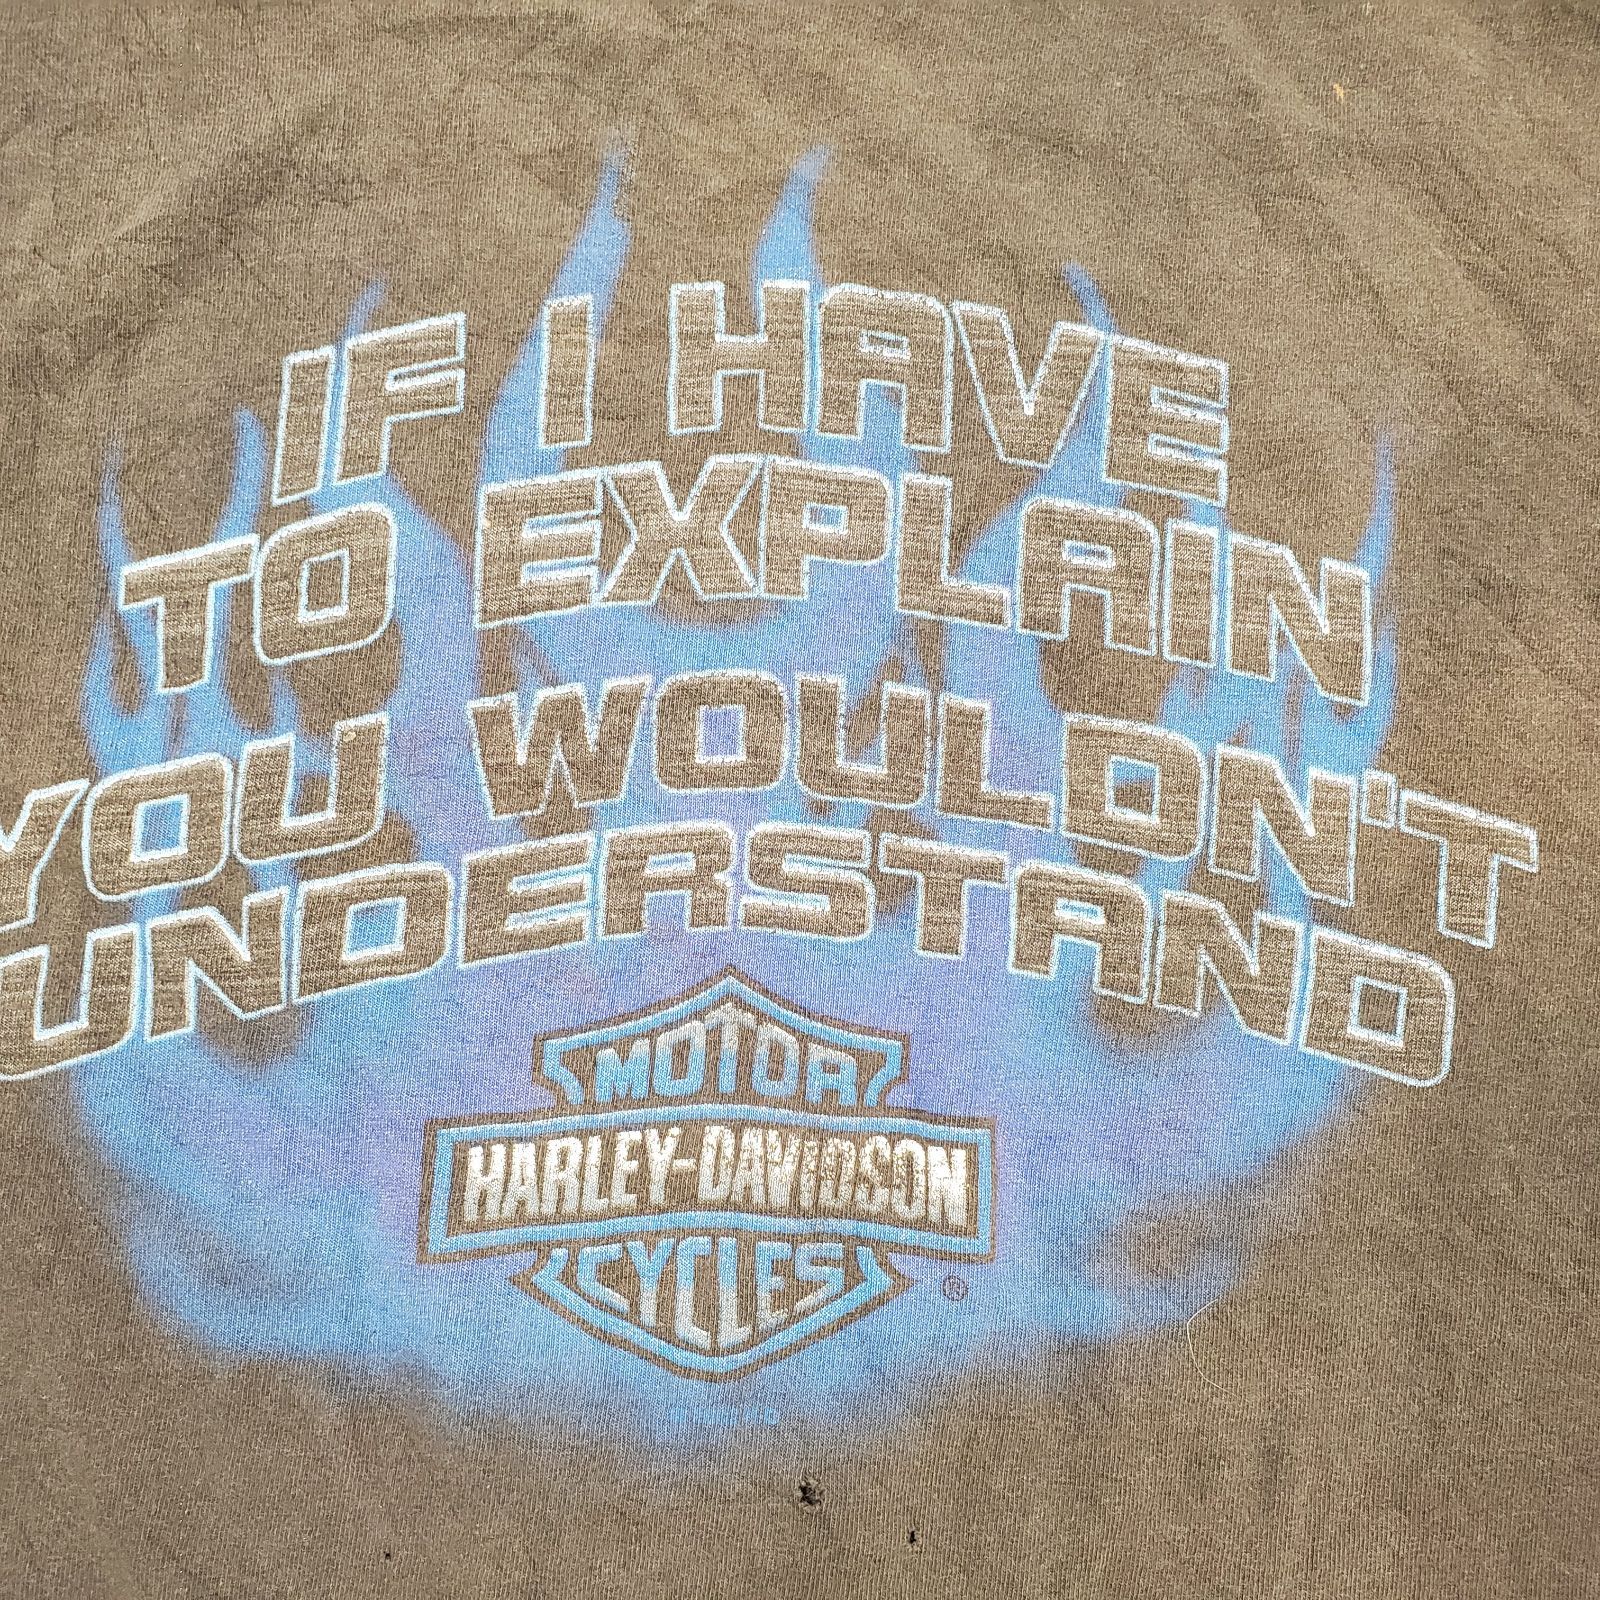 IF I HAVE
TO EXPLAIN
YOU WOULDN'T
UNDERSTAND
MOTOR
HARLEY-DAVIDSON
CYCLES
®